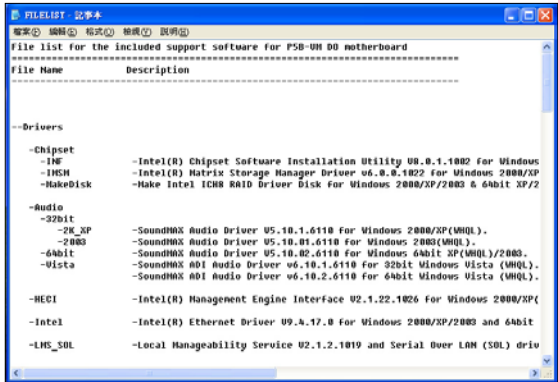 FILELIST - 記事本
檔案(F) 編輯(E) 格式(O) 檢視(V) 說明(H)
File list for the included support software for P5B-VM DO motherboard
================================================================================
File Name Description
--------------------------------------------------------------------------------
--Drivers
-Chipset
-INF -Intel(R) Chipset Software Installation Utility V8.0.1.1002 for Windows
-IMSM -Intel(R) Matrix Storage Manager Driver v6.0.0.1022 for Windows 2000/XP
-MakeDisk -Make Intel ICH8 RAID Driver Disk for Windows 2000/XP/2003 & 64bit XP/2
-Audio
-32bit
-2K_XP -SoundMAX Audio Driver V5.10.1.6110 for Windows 2000/XP(WHQL).
-2003 -SoundMAX Audio Driver V5.10.01.6110 for Windows 2003(WHQL).
-64bit -SoundMAX Audio Driver V5.10.02.6110 for Windows 64bit XP(WHQL)/2003.
-Vista -SoundMAX ADI Audio Driver v6.10.1.6110 for 32bit Windows Vista (WHQL).
-SoundMAX ADI Audio Driver v6.10.2.6110 for 64bit Windows Vista (WHQL).
-HECI -Intel(R) Management Engine Interface V2.1.22.1026 for Windows 2000/XP(
-Intel -Intel(R) Ethernet Driver V9.4.17.0 for Windows 2000/XP/2003 and 64bit
-LMS_SOL -Local Manageability Service V2.1.2.1019 and Serial Over LAN (SOL) driv